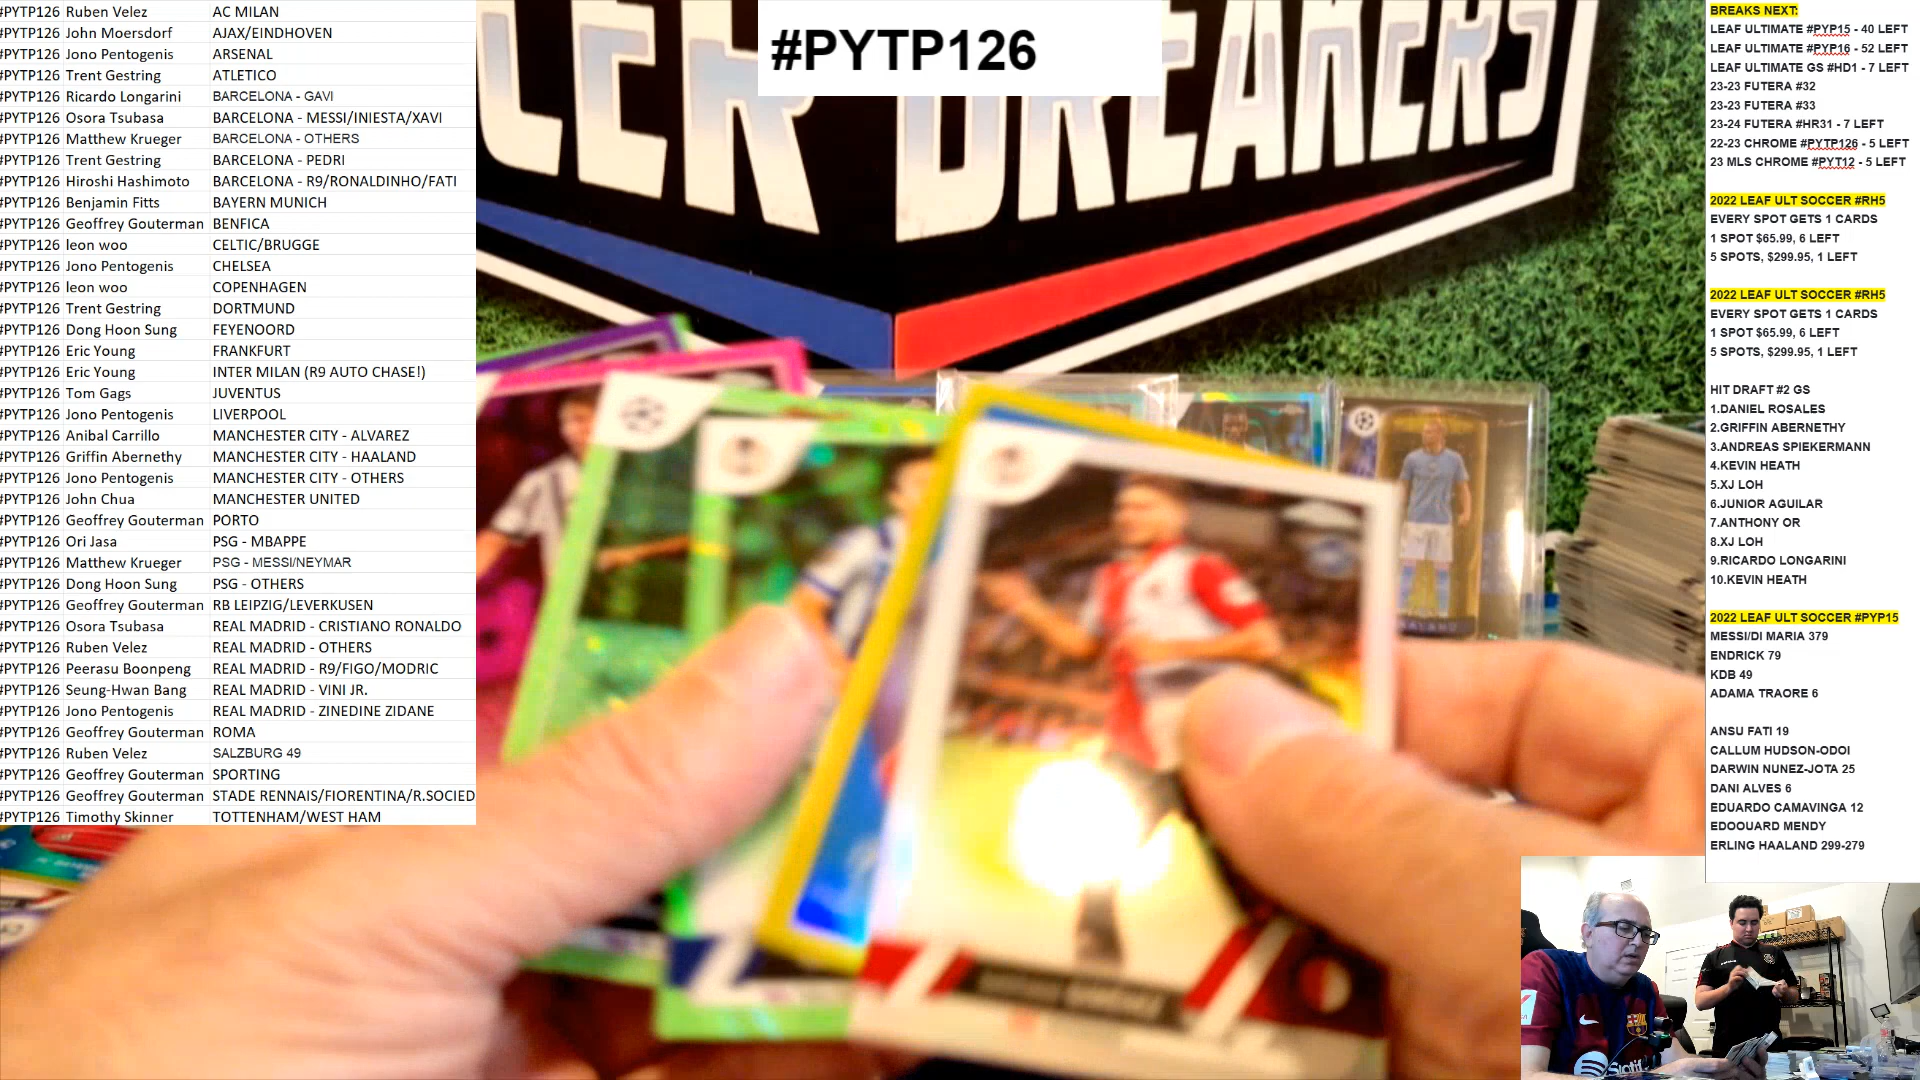 #PYTP126 Ruben Velez AC MILAN
#PYTP126 John Moersdorf AJAX/EINDHOVEN
#PYTP126 Jono Pentogenis ARSENAL
#PYTP126 Trent Gestring ATLETICO
#PYTP126 Ricardo Longarini BARCELONA - GAVI
#PYTP126 Osora Tsubasa BARCELONA - MESSI/INIESTA/XAVI
#PYTP126 Matthew Krueger BARCELONA - OTHERS
#PYTP126 Trent Gestring BARCELONA - PEDRI
#PYTP126 Hiroshi Hashimoto BARCELONA - R9/RONALDINHO/FATI
#PYTP126 Benjamin Fitts BAYERN MUNICH
#PYTP126 Geoffrey Gouterman BENFICA
#PYTP126 leon woo CELTIC/BRUGGE
#PYTP126 Jono Pentogenis CHELSEA
#PYTP126 leon woo COPENHAGEN
#PYTP126 Trent Gestring DORTMUND
#PYTP126 Dong Hoon Sung FEYENOORD
#PYTP126 Eric Young FRANKFURT
#PYTP126 Eric Young INTER MILAN (R9 AUTO CHASE!)
#PYTP126 Tom Gags JUVENTUS
#PYTP126 Jono Pentogenis LIVERPOOL
#PYTP126 Anibal Carrillo MANCHESTER CITY - ALVAREZ
#PYTP126 Griffin Abernethy MANCHESTER CITY - HAALAND
#PYTP126 Jono Pentogenis MANCHESTER CITY - OTHERS
#PYTP126 John Chua MANCHESTER UNITED
#PYTP126 Geoffrey Gouterman PORTO
#PYTP126 Ori Jasa PSG - MBAPPE
#PYTP126 Matthew Krueger PSG - MESSI/NEYMAR
#PYTP126 Dong Hoon Sung PSG - OTHERS
#PYTP126 Geoffrey Gouterman RB LEIPZIG/LEVERKUSEN
#PYTP126 Osora Tsubasa REAL MADRID - CRISTIANO RONALDO
#PYTP126 Ruben Velez REAL MADRID - OTHERS
#PYTP126 Peerasu Boonpeng REAL MADRID - R9/FIGO/MODRIC
#PYTP126 Seung-Hwan Bang REAL MADRID - VINI JR.
#PYTP126 Jono Pentogenis REAL MADRID - ZINEDINE ZIDANE
#PYTP126 Geoffrey Gouterman ROMA
#PYTP126 Ruben Velez SALZBURG 49
#PYTP126 Geoffrey Gouterman SPORTING
#PYTP126 Geoffrey Gouterman STADE RENNAIS/FIORENTINA/R.SOCIED
#PYTP126 Timothy Skinner TOTTENHAM/WEST HAM
#PYTP126
CER BREAKERS
HAALAND
BREAKS NEXT:
LEAF ULTIMATE #PYP15 - 40 LEFT
LEAF ULTIMATE #PYP16 - 52 LEFT
LEAF ULTIMATE GS #HD1 - 7 LEFT
23-23 FUTERA #32
23-23 FUTERA #33
23-24 FUTERA #HR31 - 7 LEFT
22-23 CHROME #PYTP126 - 5 LEFT
23 MLS CHROME #PYT12 - 5 LEFT
2022 LEAF ULT SOCCER #RH5
EVERY SPOT GETS 1 CARDS
1 SPOT $65.99, 6 LEFT
5 SPOTS, $299.95, 1 LEFT
2022 LEAF ULT SOCCER #RH5
EVERY SPOT GETS 1 CARDS
1 SPOT $65.99, 6 LEFT
5 SPOTS, $299.95, 1 LEFT
HIT DRAFT #2 GS
1.DANIEL ROSALES
2.GRIFFIN ABERNETHY
3.ANDREAS SPIEKERMANN
4.KEVIN HEATH
5.XJ LOH
6.JUNIOR AGUILAR
7.ANTHONY OR
8.XJ LOH
9.RICARDO LONGARINI
10.KEVIN HEATH
2022 LEAF ULT SOCCER #PYP15
MESSI/DI MARIA 379
ENDRICK 79
KDB 49
ADAMA TRAORE 6
ANSU FATI 19
CALLUM HUDSON-ODOI
DARWIN NUNEZ-JOTA 25
DANI ALVES 6
EDUARDO CAMAVINGA 12
EDOOUARD MENDY
ERLING HAALAND 299-279